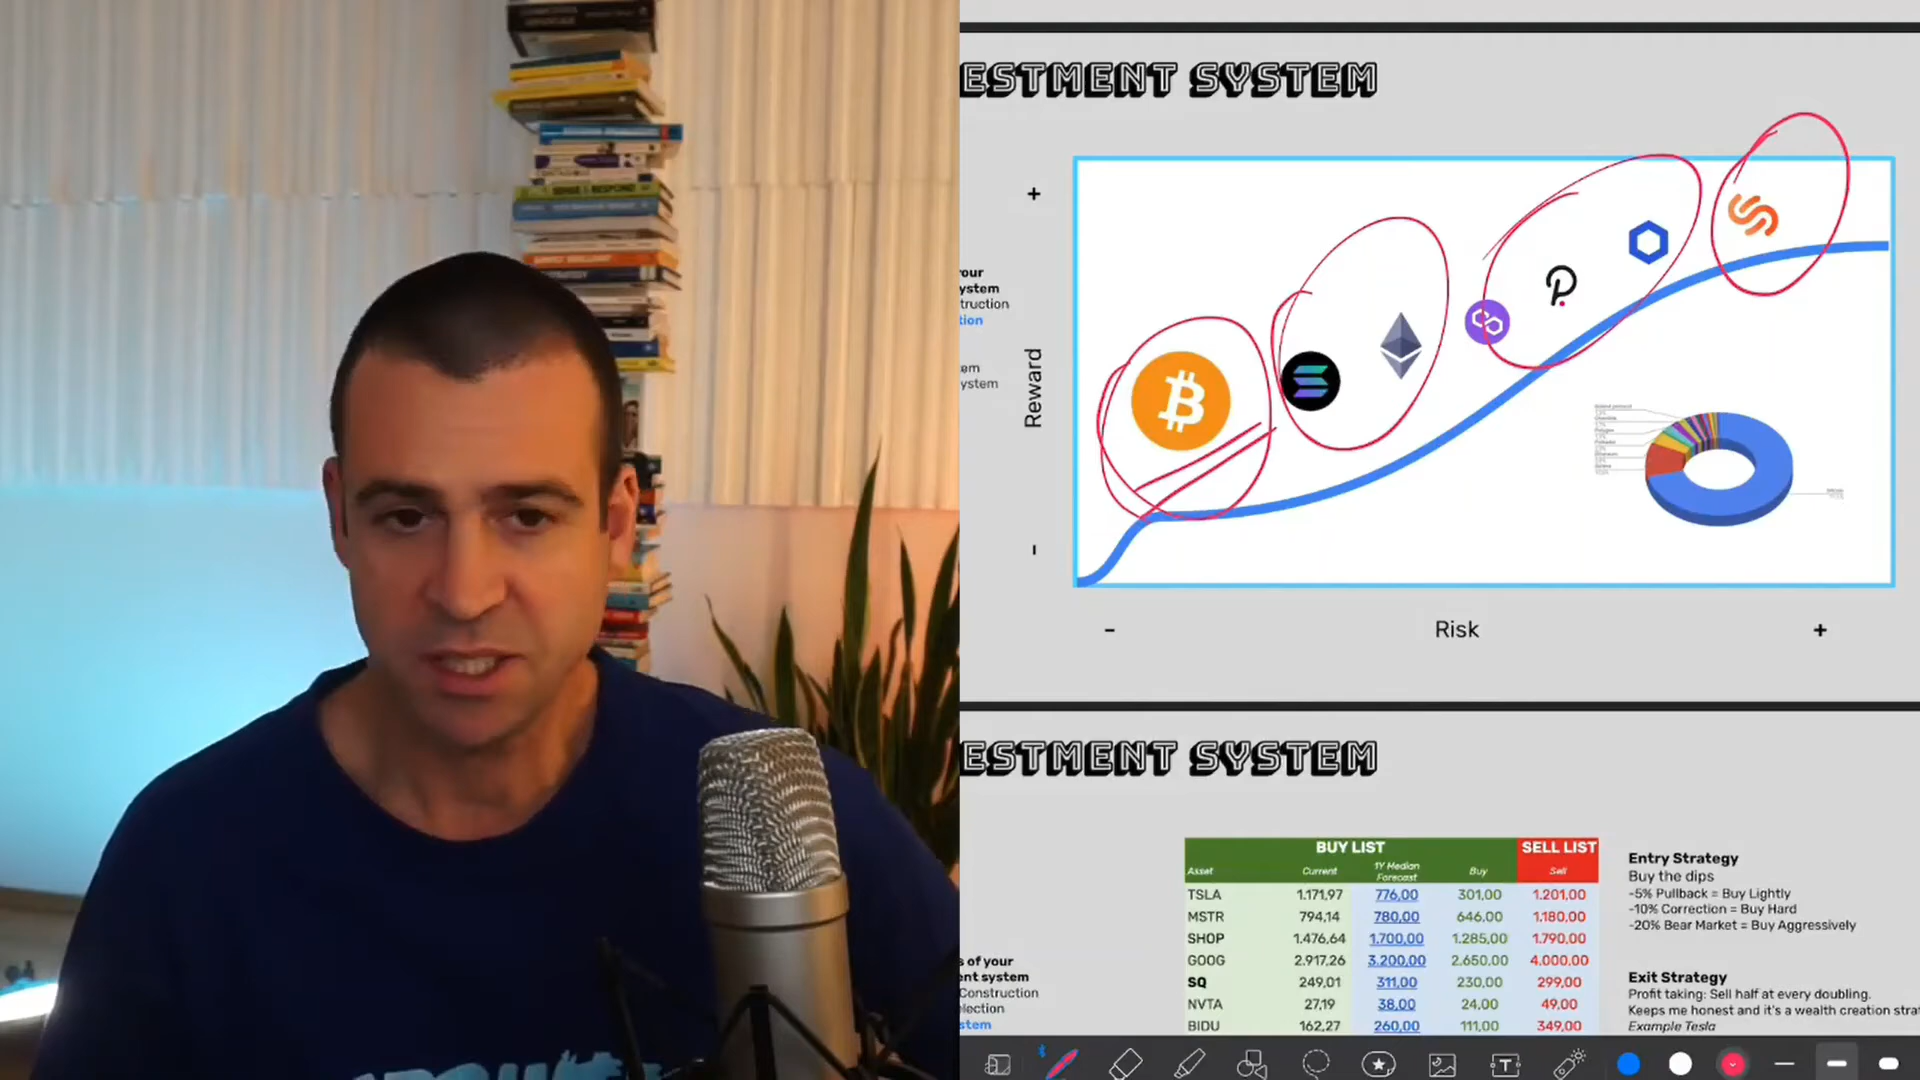 ESTMENT SYSTEM
+
our
ystem
truction
tion
em
ystem
Reward
-
- Risk +
ESTMENT SYSTEM
BUY LIST SELL LIST
Asset Current 1Y Median Forecast Buy Sell
TSLA 1.171,97 776,00 301,00 1.201,00
MSTR 794,14 780,00 646,00 1.180,00
SHOP 1.476,64 1.700,00 1.285,00 1.790,00
GOOG 2.917,26 3.200,00 2.650,00 4.000,00
SQ 249,01 311,00 230,00 299,00
NVTA 27,19 38,00 24,00 49,00
BIDU 162,27 260,00 111,00 349,00
s of your
ent system
Construction
election
stem
Entry Strategy
Buy the dips
-5% Pullback = Buy Lightly
-10% Correction = Buy Hard
-20% Bear Market = Buy Aggressively
Exit Strategy
Profit taking: Sell half at every doubling.
Keeps me honest and it's a wealth creation strat
Example Tesla